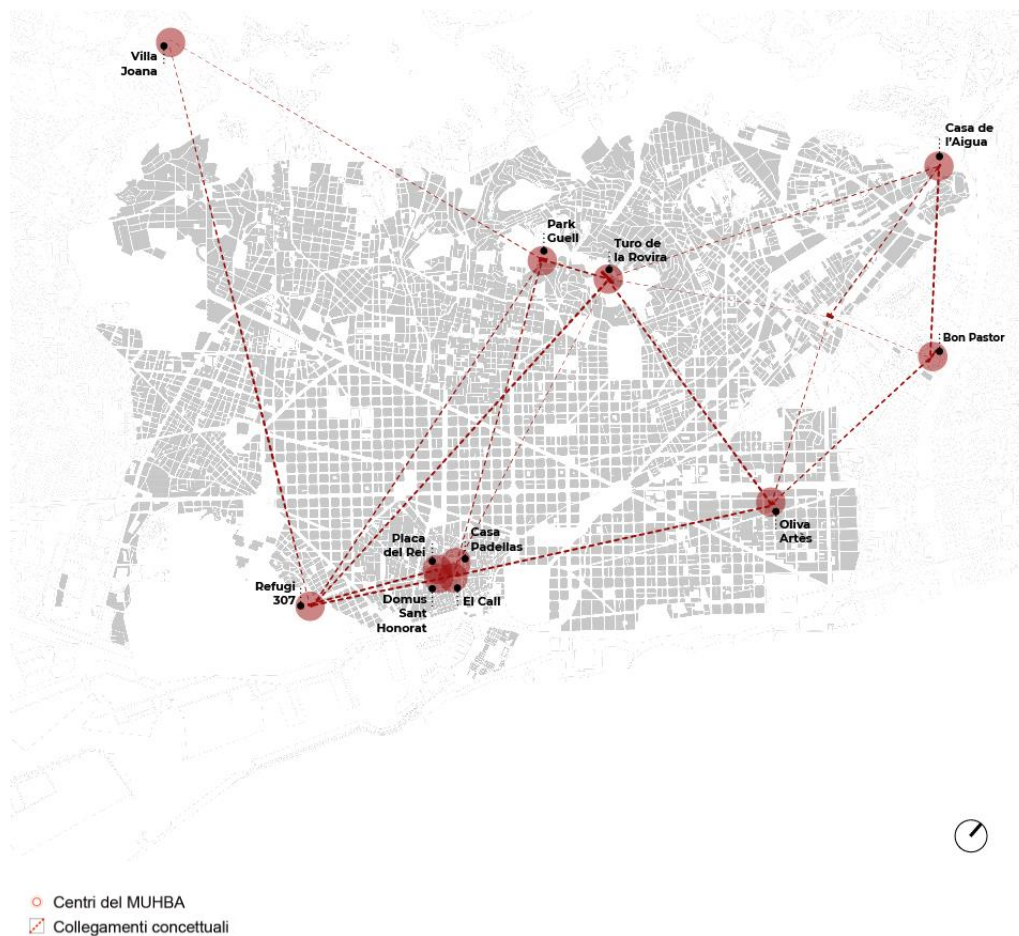 Villa
Joana
Casa de
l'Aigua
Park
Guell
Turo de
la Rovira
Bon Pastor
Placa
del Rei
Casa
Padellas
Oliva
Artès
Refugi
307
Domus
Sant
Honorat
El Call
Centri del MUHBA
Collegamenti concettuali